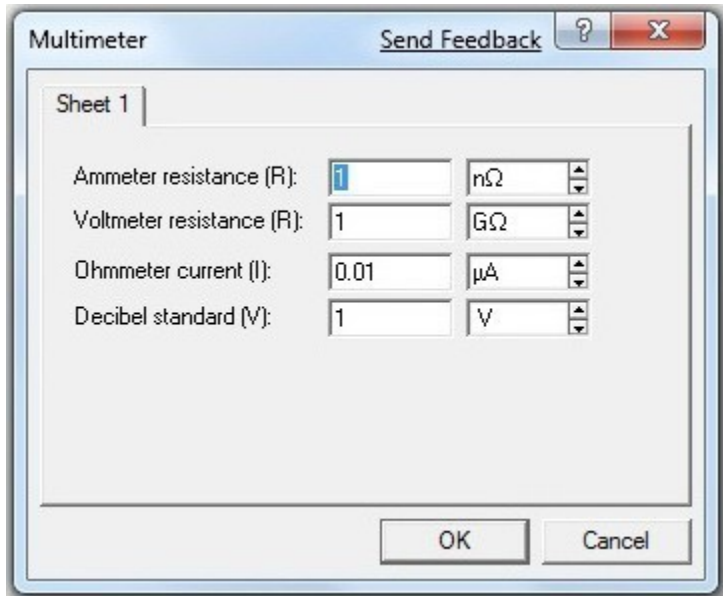 Multimeter Send Feedback ?
Sheet 1
Ammeter resistance (R): 1 nΩ
Voltmeter resistance (R): 1 GΩ
Ohmmeter current (I): 0.01 µA
Decibel standard (V): 1 V
OK Cancel